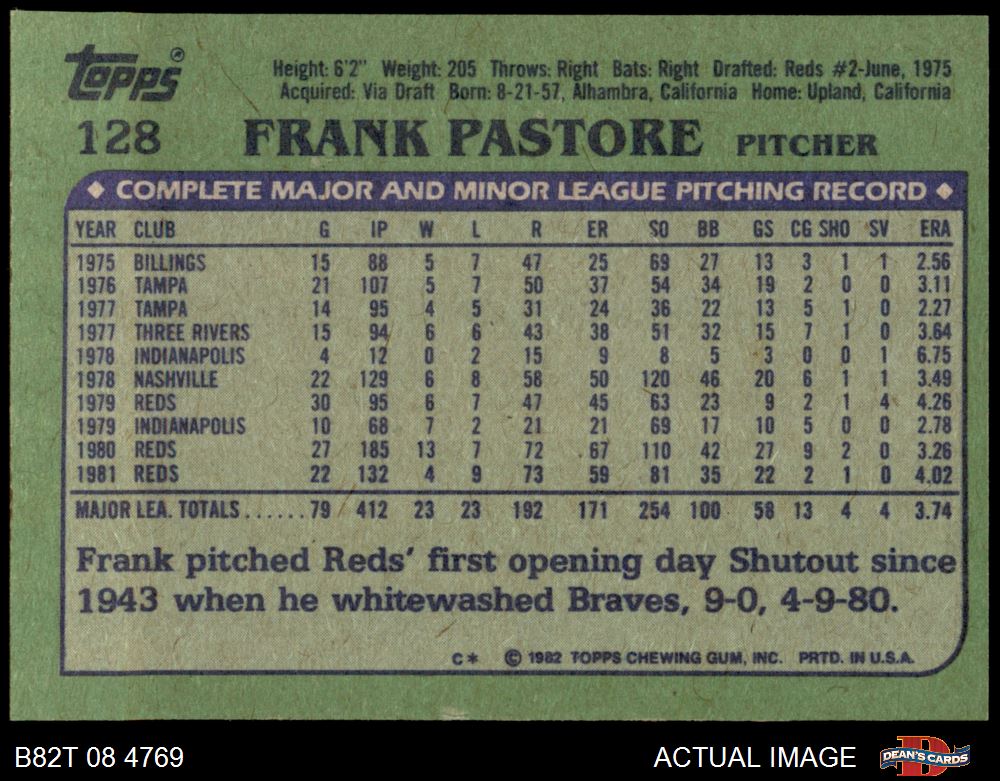 Topps®
Height: 6'2" Weight: 205 Throws: Right Bats: Right Drafted: Reds #2-June, 1975
Acquired: Via Draft Born: 8-21-57, Alhambra, California Home: Upland, California
128 FRANK PASTORE PITCHER
◆ COMPLETE MAJOR AND MINOR LEAGUE PITCHING RECORD ◆
YEAR CLUB G IP W L R ER SO BB GS CG SHO SV ERA
1975 BILLINGS 15 88 5 7 47 25 69 27 13 3 1 1 2.56
1976 TAMPA 21 107 5 7 50 37 54 34 19 2 0 0 3.11
1977 TAMPA 14 95 4 5 31 24 36 22 13 5 1 0 2.27
1977 THREE RIVERS 15 94 6 6 43 38 51 32 15 7 1 0 3.64
1978 INDIANAPOLIS 4 12 0 2 15 9 8 5 3 0 0 1 6.75
1978 NASHVILLE 22 129 6 8 58 50 120 46 20 6 1 1 3.49
1979 REDS 30 95 6 7 47 45 63 23 9 2 1 4 4.26
1979 INDIANAPOLIS 10 68 7 2 21 21 69 17 10 5 0 0 2.78
1980 REDS 27 185 13 7 72 67 110 42 27 9 2 0 3.26
1981 REDS 22 132 4 9 73 59 81 35 22 2 1 0 4.02
MAJOR LEA. TOTALS......79 412 23 23 192 171 254 100 58 13 4 4 3.74
Frank pitched Reds' first opening day Shutout since
1943 when he whitewashed Braves, 9-0, 4-9-80.
C* © 1982 TOPPS CHEWING GUM, INC. PRTD. IN U.S.A.
B82T 08 4769 ACTUAL IMAGE DEAN'S CARDS